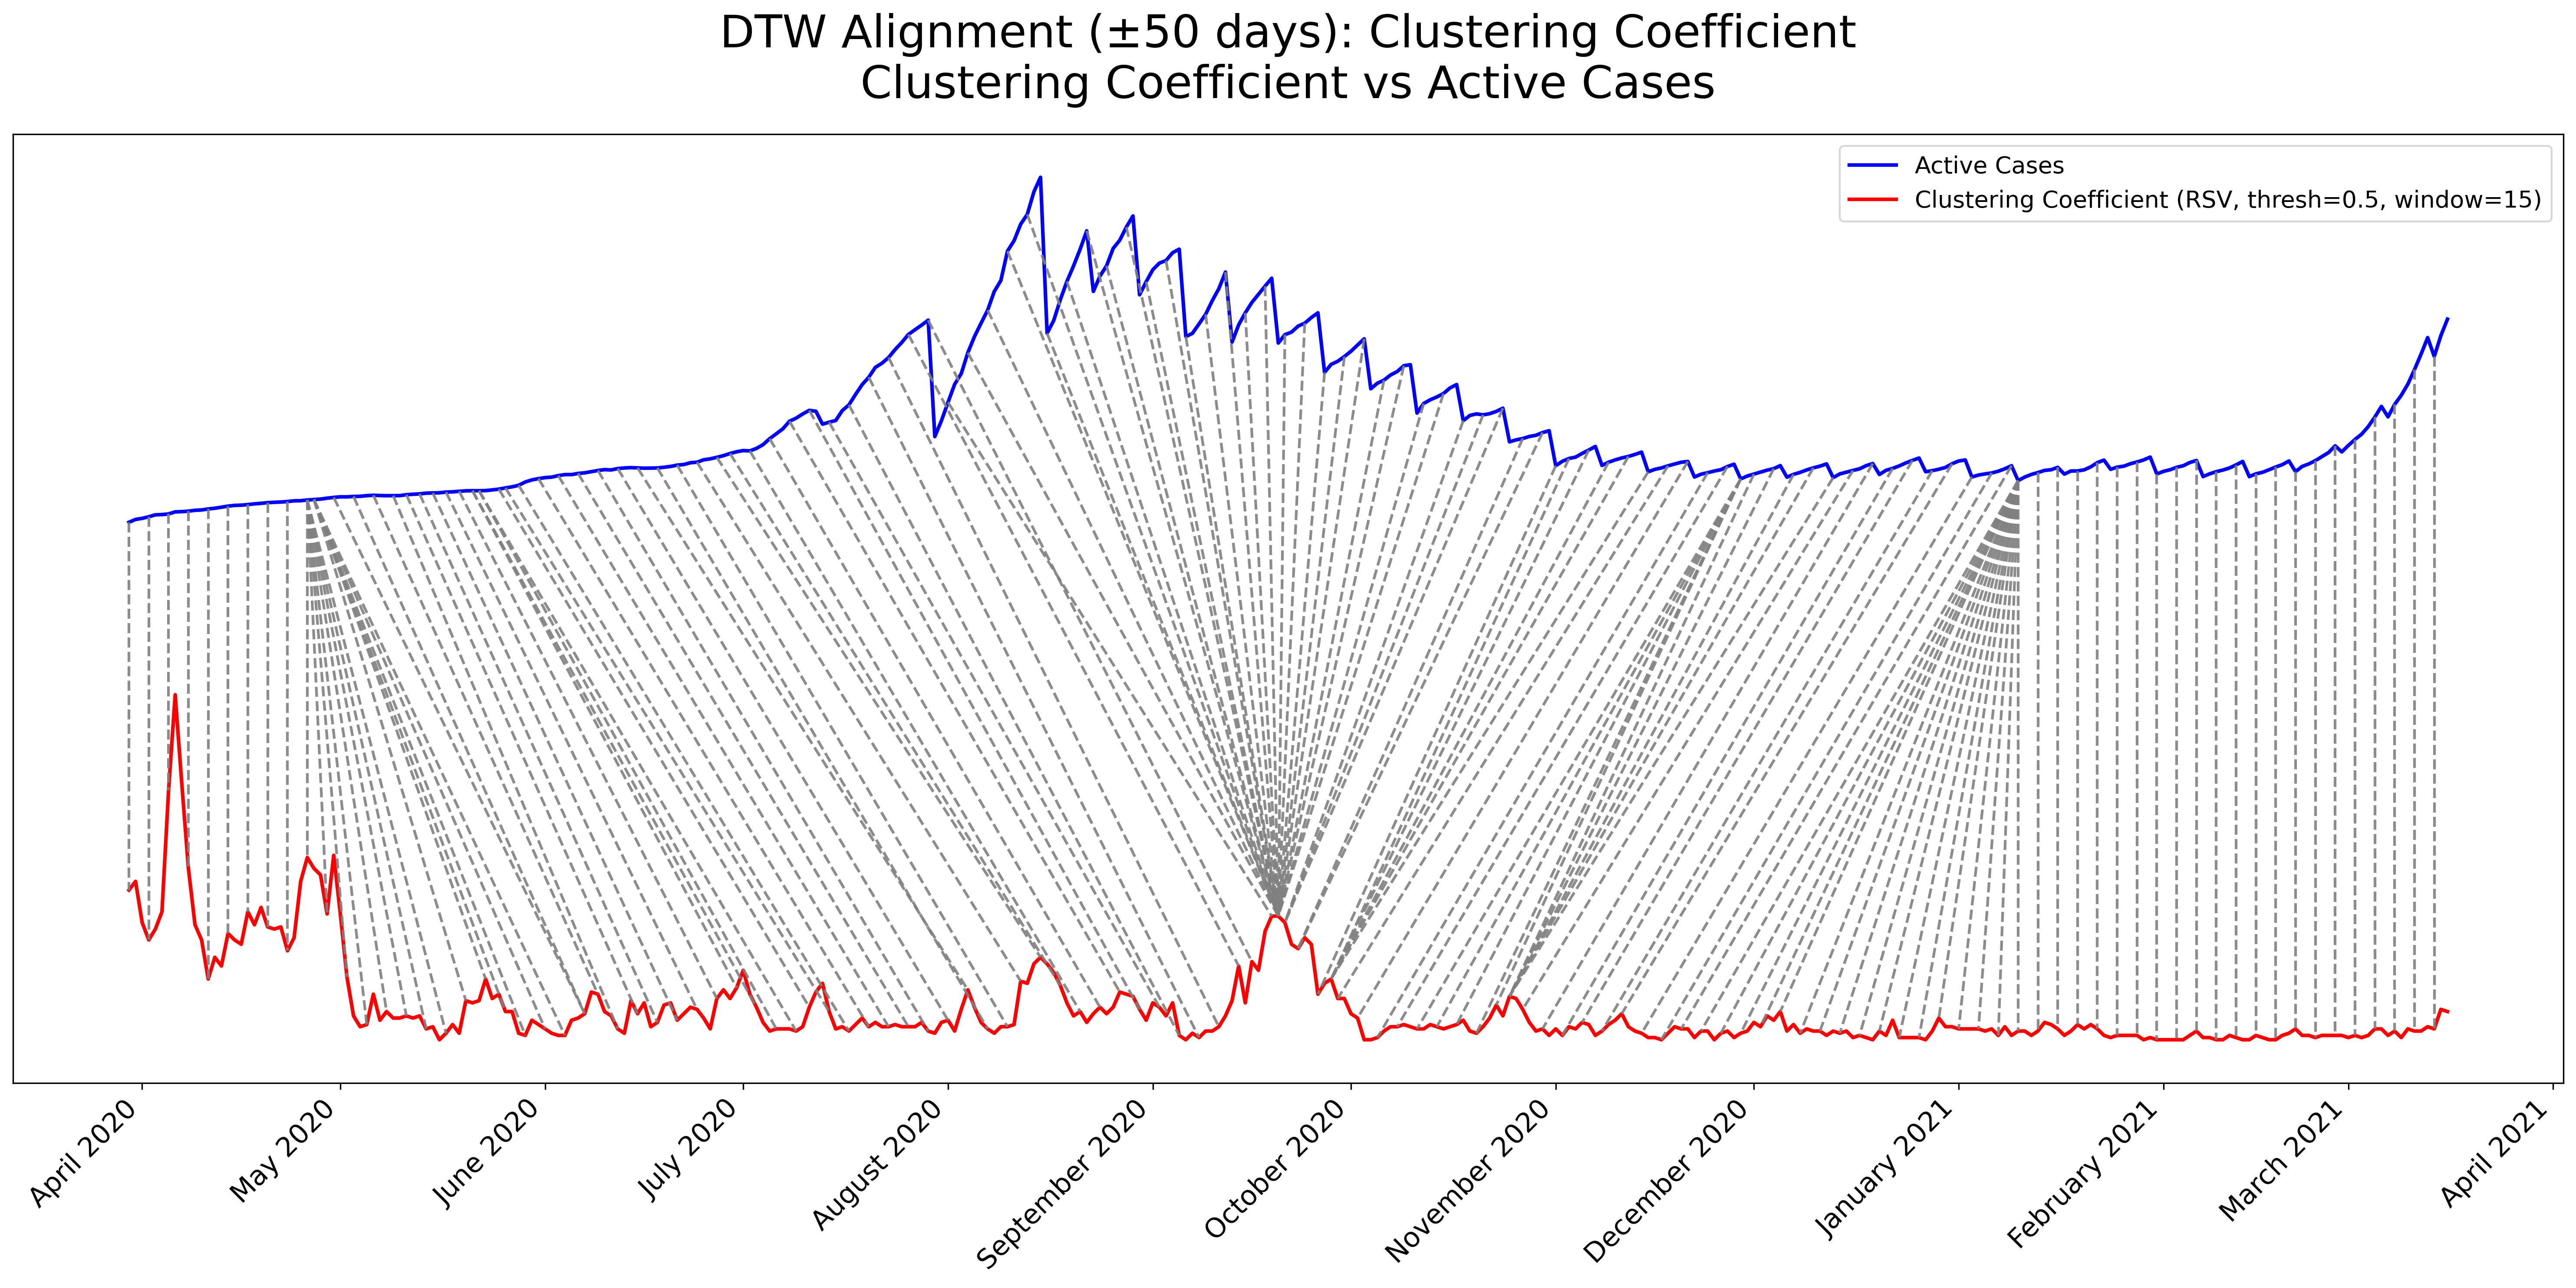 DTW Alignment (±50 days): Clustering Coefficient
Clustering Coefficient vs Active Cases
Active Cases
Clustering Coefficient (RSV, thresh=0.5, window=15)
April 2020
May 2020
June 2020
July 2020
August 2020
September 2020
October 2020
November 2020
December 2020
January 2021
February 2021
March 2021
April 2021